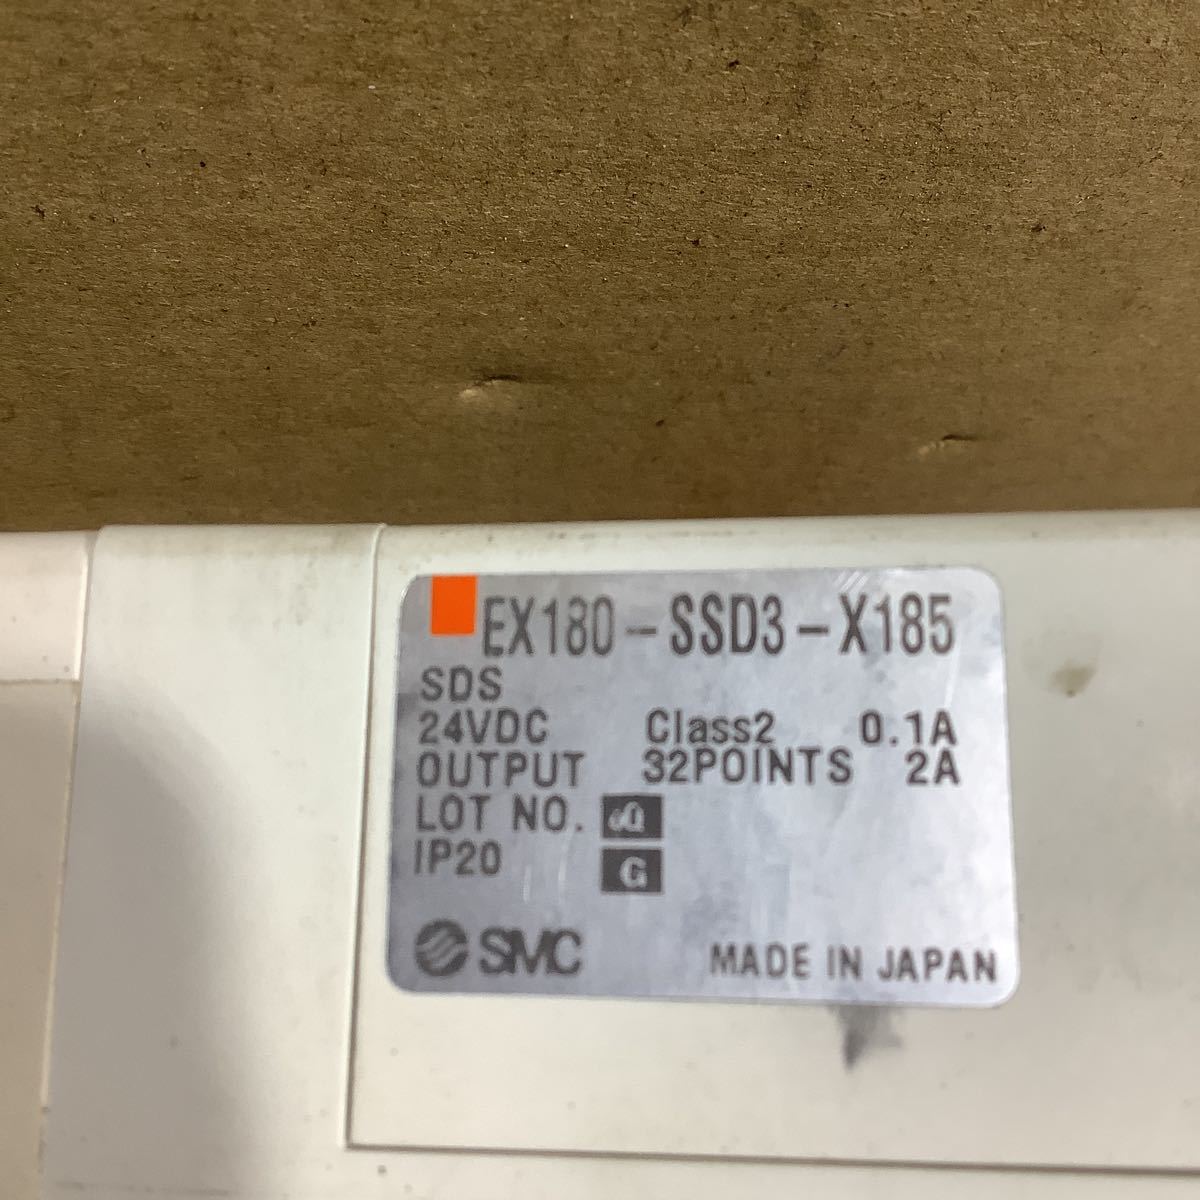 EX180-SSD3-X185
SDS
24VDC Class2 0.1A
OUTPUT 32POINTS 2A
LOT NO.
IP20 G
SMC MADE IN JAPAN